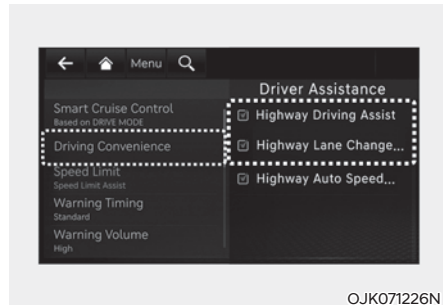 Menu
Driver Assistance
Smart Cruise Control
Based on DRIVE MODE
Driving Convenience
Speed Limit
Speed Limit Assist
Warning Timing
Standard
Warning Volume
High
Highway Driving Assist
Highway Lane Change...
Highway Auto Speed...
OJK071226N